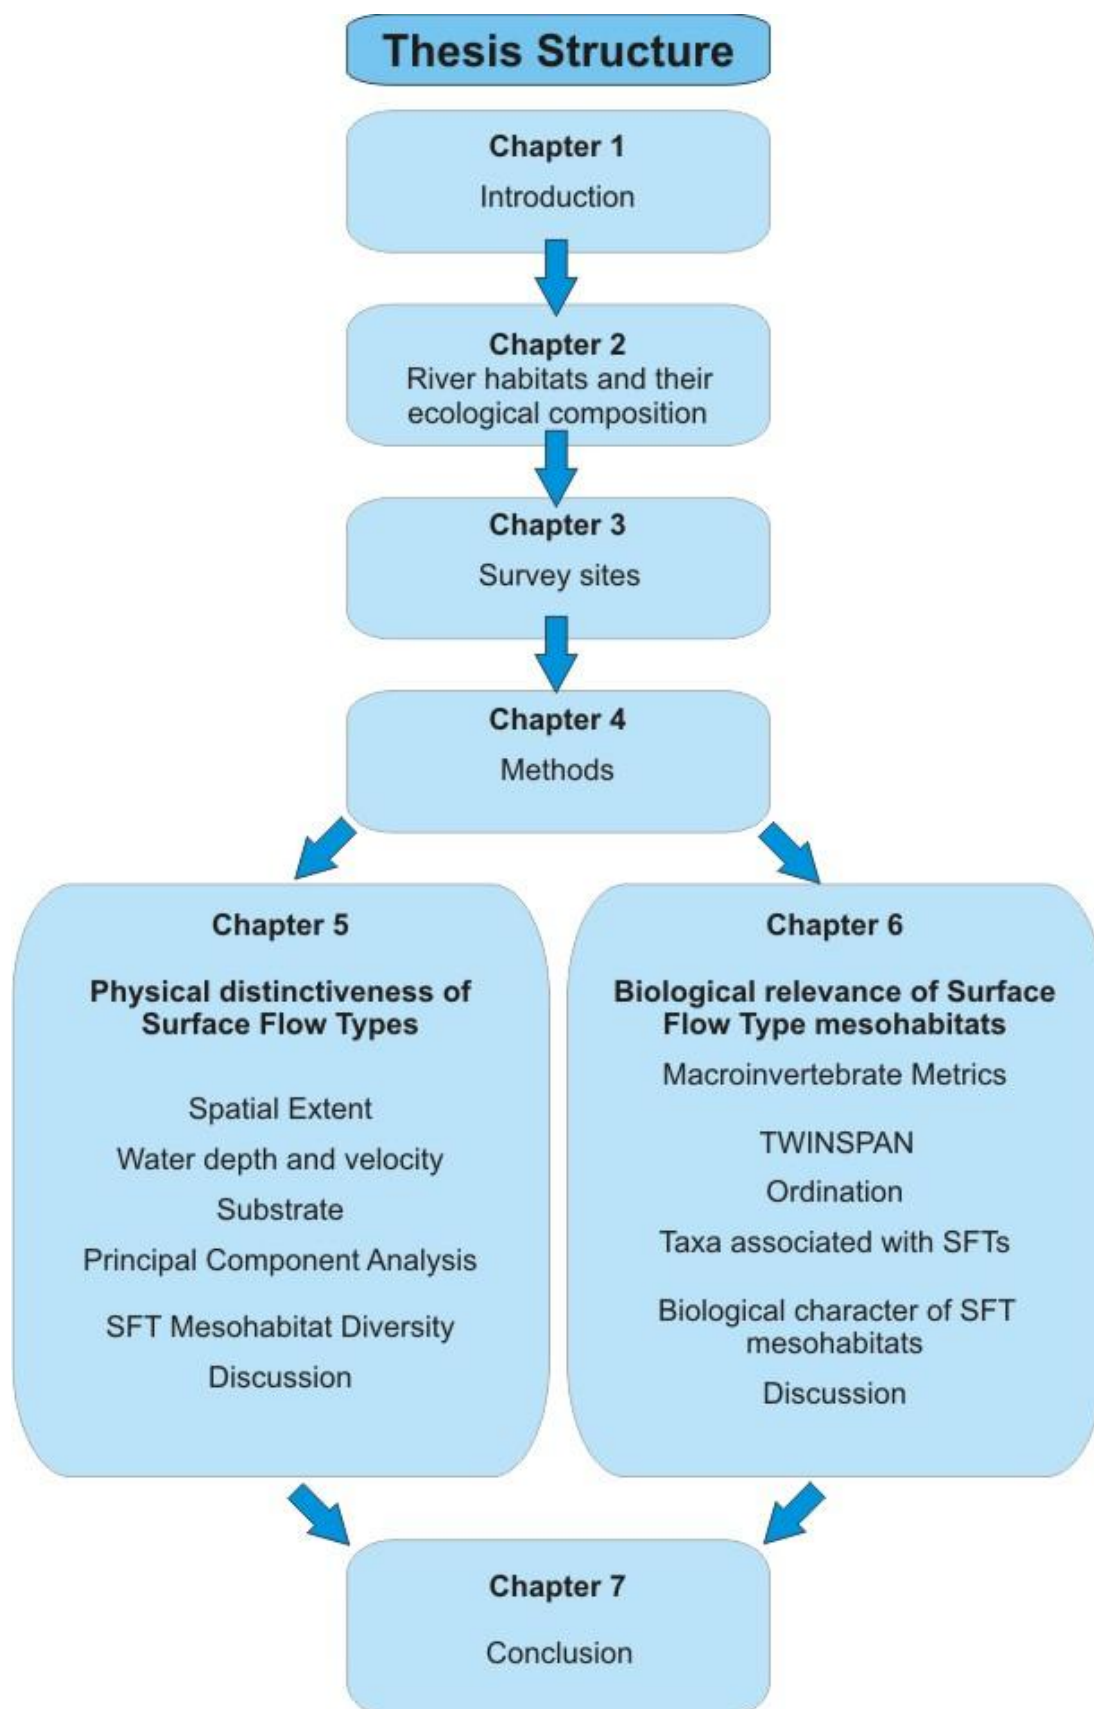 Thesis Structure
Chapter 1
Introduction
Chapter 2
River habitats and their
ecological composition
Chapter 3
Survey sites
Chapter 4
Methods
Chapter 5
Physical distinctiveness of
Surface Flow Types
Spatial Extent
Water depth and velocity
Substrate
Principal Component Analysis
SFT Mesohabitat Diversity
Discussion
Chapter 6
Biological relevance of Surface
Flow Type mesohabitats
Macroinvertebrate Metrics
TWINSPAN
Ordination
Taxa associated with SFTs
Biological character of SFT
mesohabitats
Discussion
Chapter 7
Conclusion